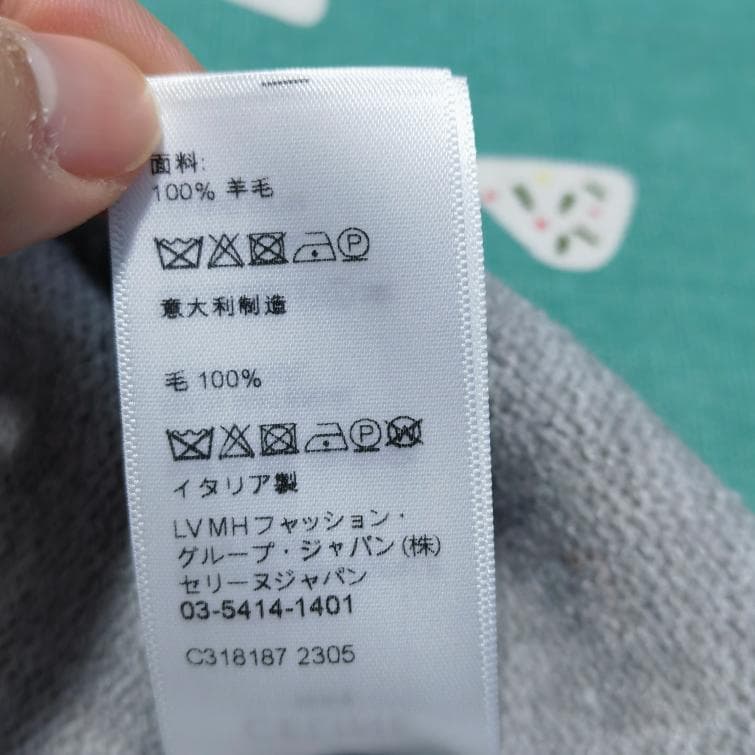 面料:
100% 羊毛
意大利制造
毛 100%
イタリア製
LVMHファッション・
グループ・ジャパン(株)
セリーヌジャパン
03-5414-1401
C318187 2305